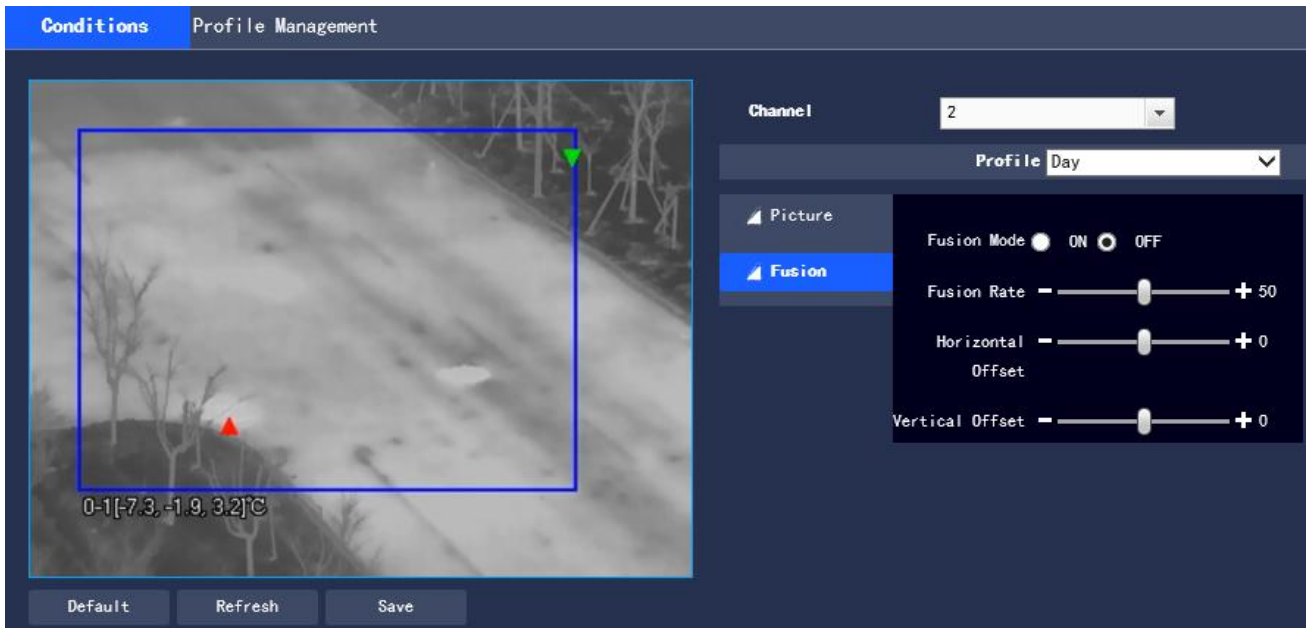 Conditions Profile Management
Channel 2
Profile Day
Picture
Fusion
Fusion Mode ON OFF
Fusion Rate 50
Horizontal Offset 0
Vertical Offset 0
0-1[-7.3, -1.9, 3.2]°C
Default Refresh Save